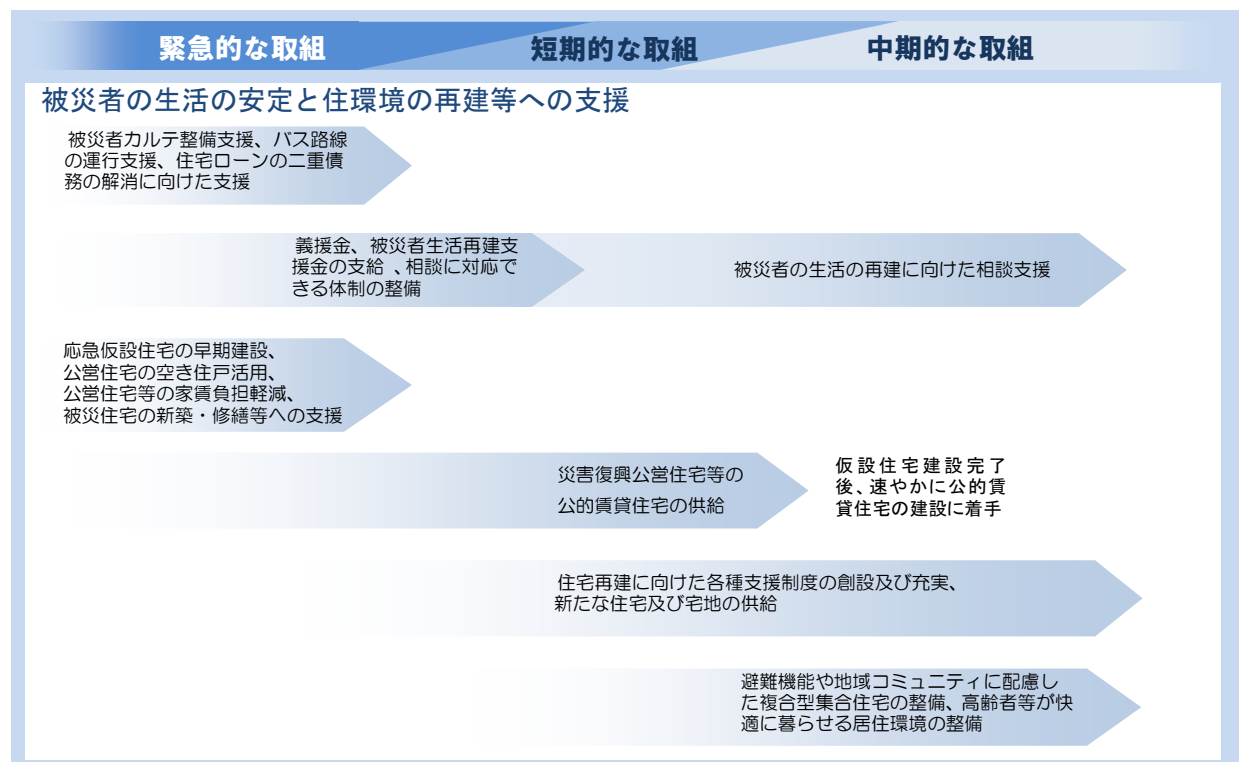 緊急的な取組 短期的な取組 中期的な取組
被災者の生活の安定と住環境の再建等への支援
被災者カルテ整備支援、バス路線
の運行支援、住宅ローンの二重債
務の解消に向けた支援
義援金、被災者生活再建支
援金の支給 、相談に対応で
きる体制の整備
被災者の生活の再建に向けた相談支援
応急仮設住宅の早期建設、
公営住宅の空き住戸活用、
公営住宅等の家賃負担軽減、
被災住宅の新築・修繕等への支援
災害復興公営住宅等の
公的賃貸住宅の供給
仮設住宅建設完了
後、速やかに公的賃
貸住宅の建設に着手
住宅再建に向けた各種支援制度の創設及び充実、
新たな住宅及び宅地の供給
避難機能や地域コミュニティに配慮し
た複合型集合住宅の整備、高齢者等が快
適に暮らせる居住環境の整備